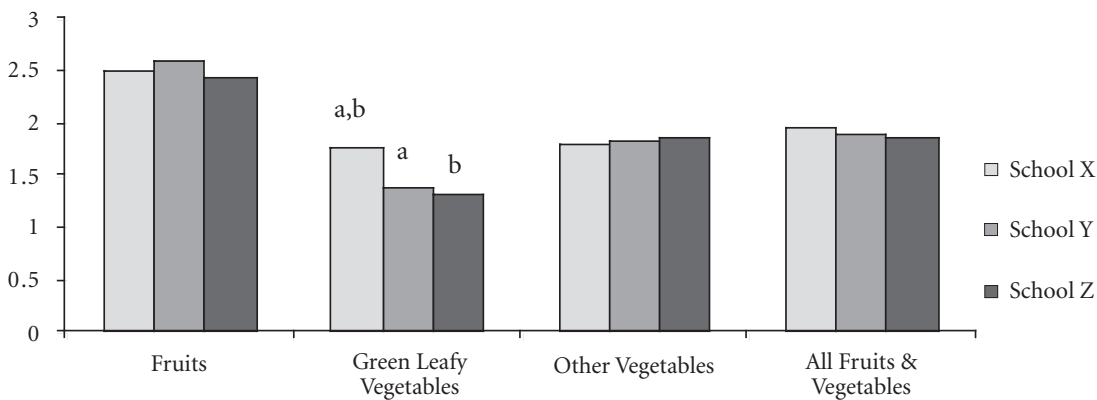 3
2.5
2
1.5
1
0.5
0
a,b
a
b
Fruits
Green Leafy
Vegetables
Other Vegetables
All Fruits &
Vegetables
School X
School Y
School Z